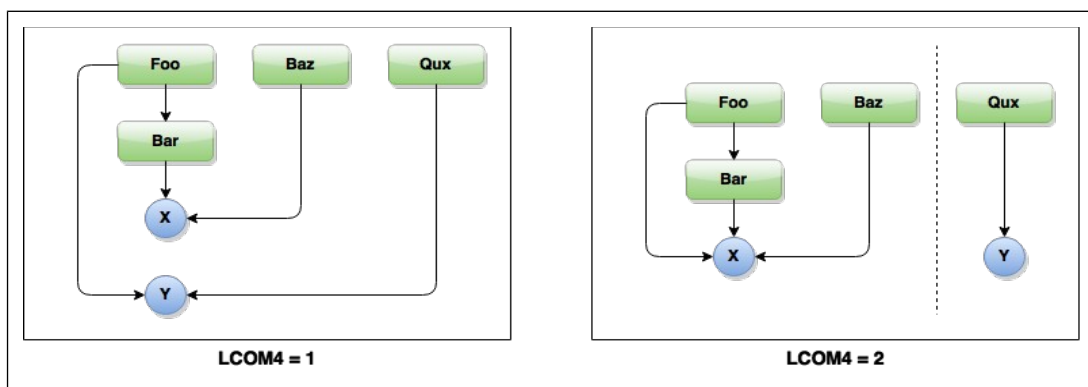 Foo
Baz
Qux
Bar
X
Y
LCOM4 = 1
Foo
Baz
Qux
Bar
X
Y
LCOM4 = 2